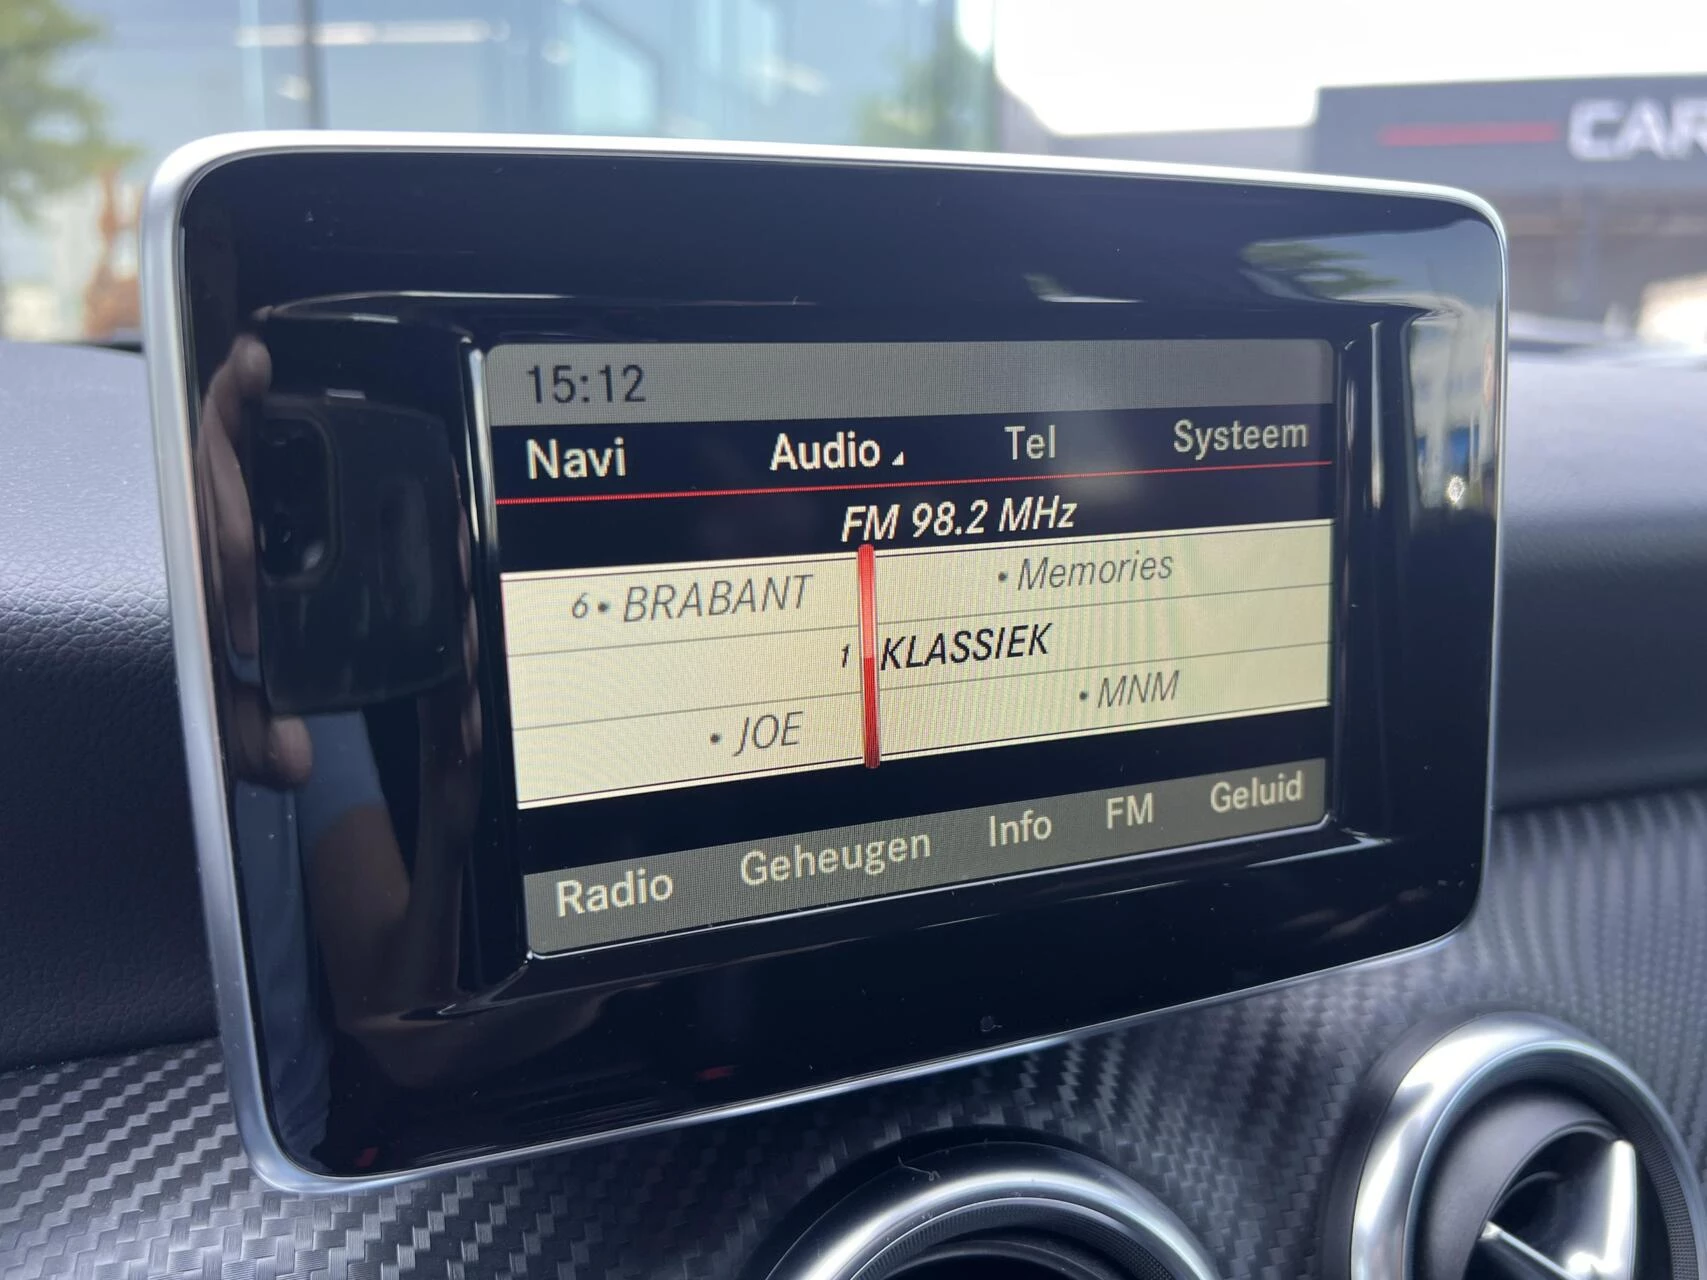 CAR
15:12
Navi Audio Tel Systeem
FM 98.2 MHz
6 • BRABANT • Memories
1 KLASSIEK
• JOE • MNM
Radio Geheugen Info FM Geluid